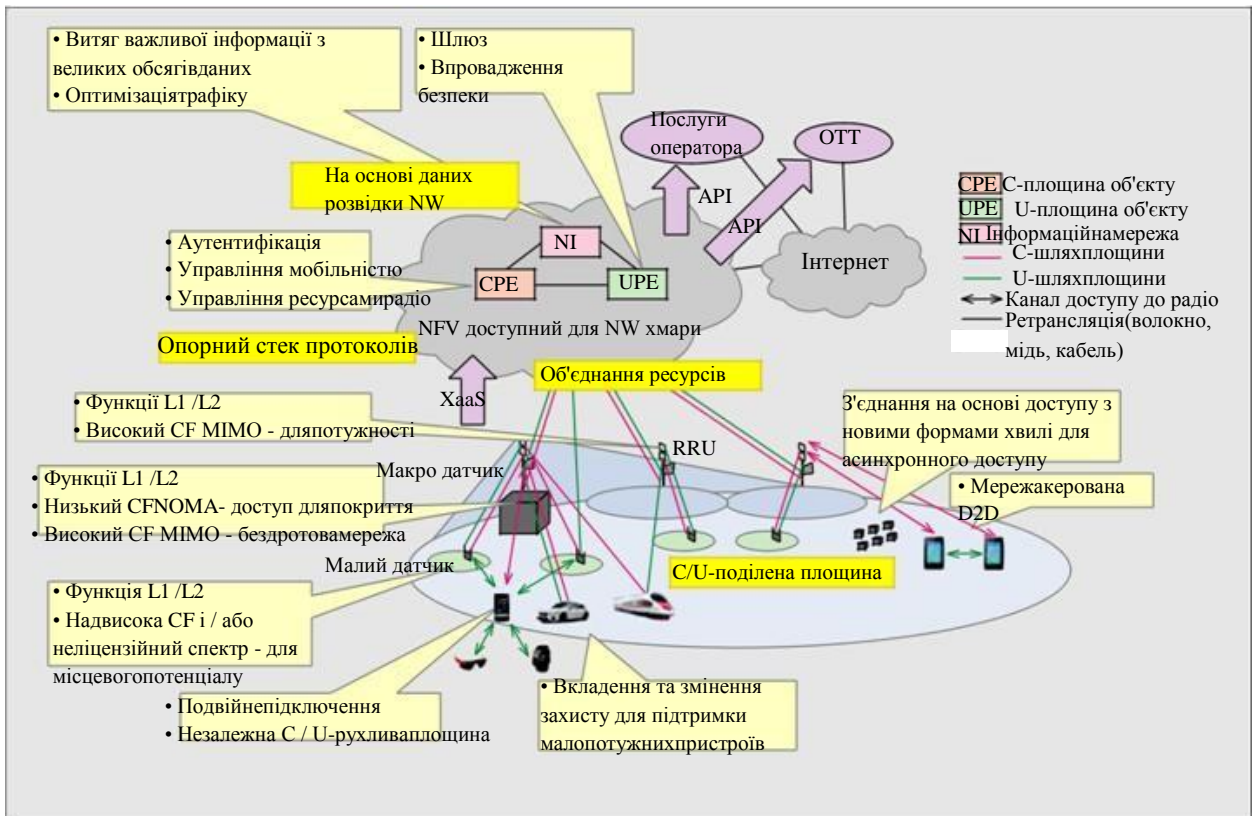 • Витяг важливої інформації з
великих обсягівданих
• Оптимізаціятрафіку
• Шлюз
• Впровадження
безпеки
Послуги
оператора
ОТТ
На основі даних
розвідки NW
API
API
CPE С-площина об'єкту
UPE U-площина об'єкту
NI Інформаційнамережа
С-шляхплощини
U-шляхплощини
Канал доступу до радіо
Ретрансляція(волокно,
мідь, кабель)
• Аутентифікація
• Управління мобільністю
• Управління ресурсамирадіо
NI
CPE
UPE
Інтернет
NFV доступний для NW хмари
Опорний стек протоколів
Об'єднання ресурсів
XaaS
• Функції L1 /L2
• Високий CF MIMO - дляпотужності
З'єднання на основі доступу з
новими формами хвилі для
асинхронного доступу
RRU
Макро датчик
• Функції L1 /L2
• Низький CFNOMA- доступ дляпокриття
• Високий CF MIMO - бездротовамережа
• Мережакерована
D2D
Малий датчик
C/U-поділена площина
• Функція L1 /L2
• Надвисока CF і / або
неліцензійний спектр - для
місцевогопотенціалу
• Подвійнепідключення
• Незалежна C / U-рухливаплощина
• Вкладення та змінення
захисту для підтримки
малопотужнихпристроїв